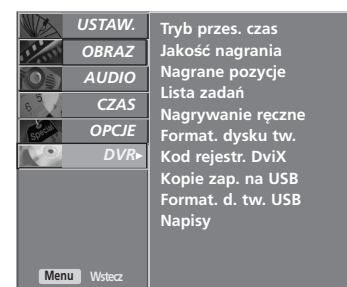 USTAW.
OBRAZ
AUDIO
CZAS
OPCJE
DVR
Tryb przes. czas
Jakość nagrania
Nagrane pozycje
Lista zadań
Nagrywanie ręczne
Format. dysku tw.
Kod rejestr. DviX
Kopie zap. na USB
Format. d. tw. USB
Napisy
Menu Wstecz